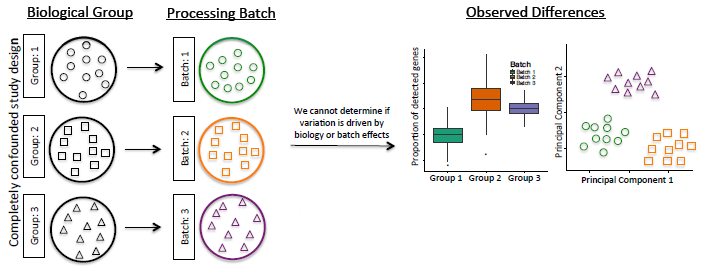 Biological Group
Processing Batch
Observed Differences
Completely confounded study design
Group: 1
Batch: 1
Group: 2
Batch: 2
Group:3
Batch: 3
We cannot determine if
variation is driven by
biology or batch effects
Proportion of detected genes
Batch
Batch 1
Batch 2
Batch 3
Group 1
Group 2
Group 3
Principal Component 2
Principal Component 1